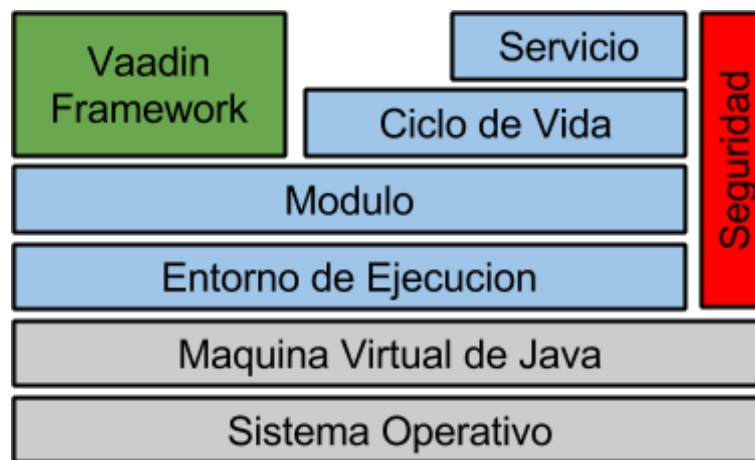 Vaadin
Framework
Servicio
Ciclo de Vida
Seguridad
Modulo
Entorno de Ejecucion
Maquina Virtual de Java
Sistema Operativo